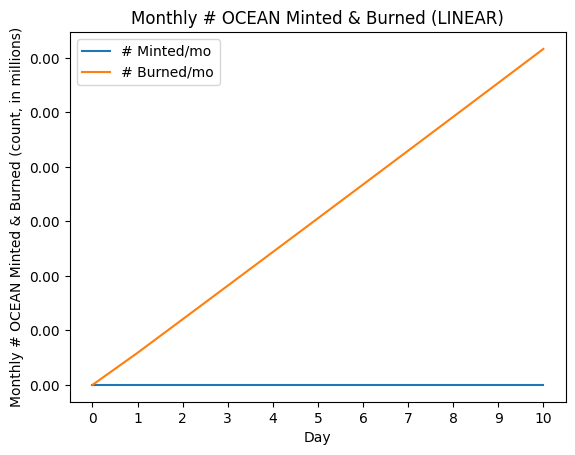 Monthly # OCEAN Minted & Burned (LINEAR)
# Minted/mo
# Burned/mo
Monthly # OCEAN Minted & Burned (count, in millions)
0.00
0.00
0.00
0.00
0.00
0.00
0.00
0 1 2 3 4 5 6 7 8 9 10
Day